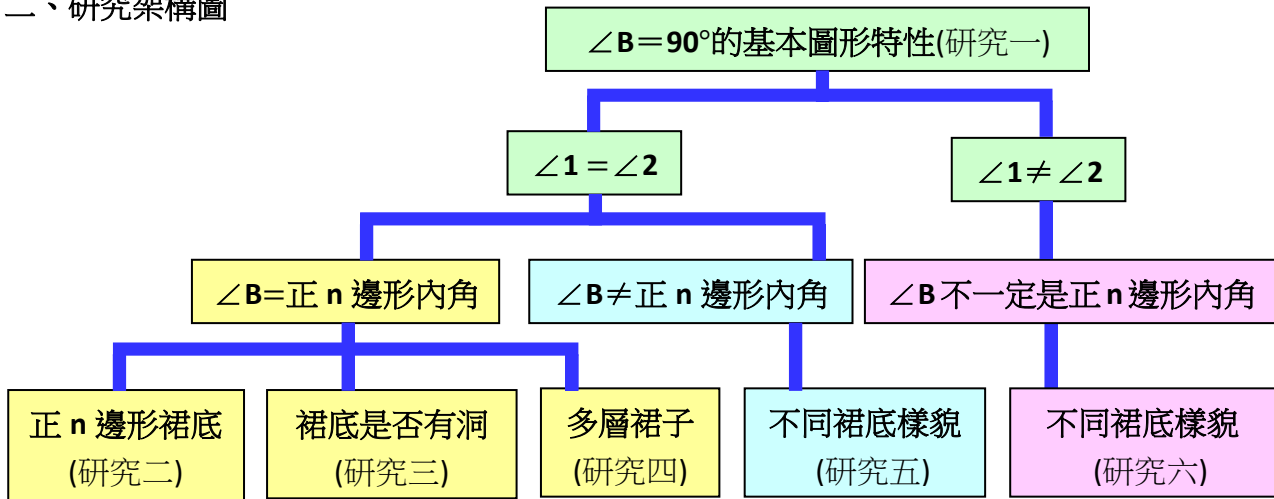 二、研究架構圖
∠B＝90°的基本圖形特性(研究一)
∠1＝∠2
∠1≠∠2
∠B=正 n 邊形內角
∠B≠正 n 邊形內角
∠B 不一定是正 n 邊形內角
正 n 邊形裙底
(研究二)
裙底是否有洞
(研究三)
多層裙子
(研究四)
不同裙底樣貌
(研究五)
不同裙底樣貌
(研究六)